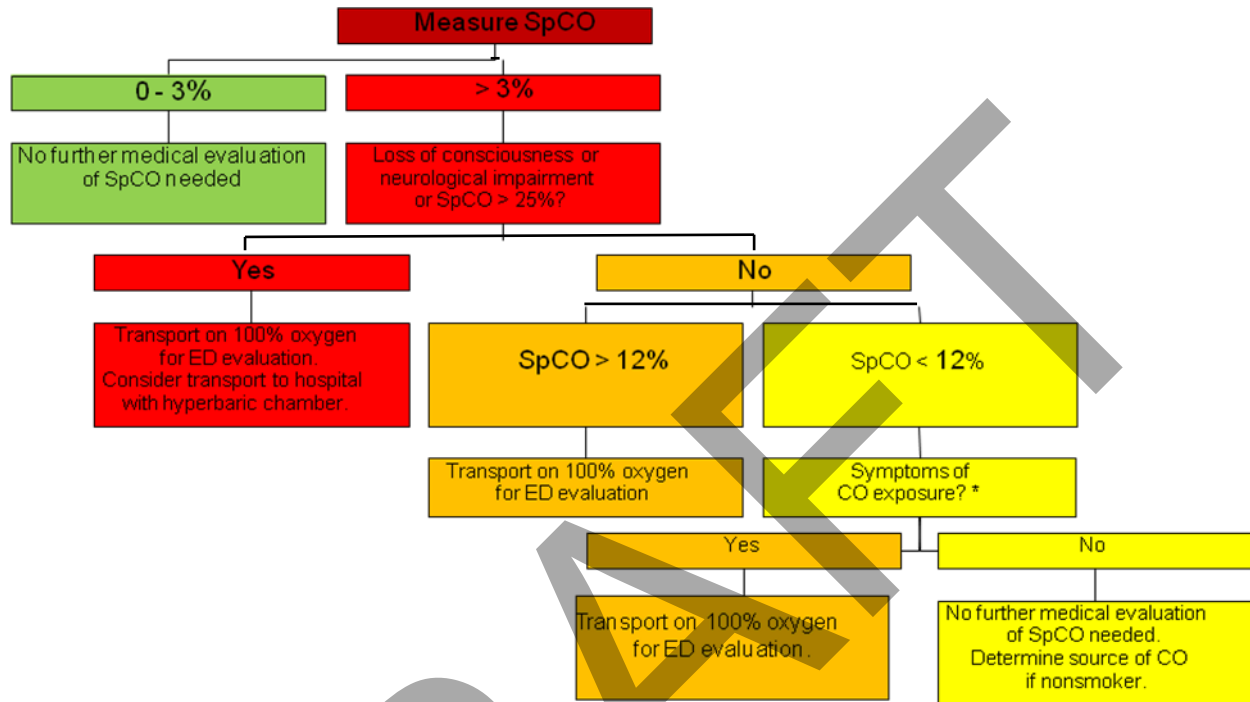 Measure SpCO
0 - 3%
> 3%
No further medical evaluation
of SpCO needed
Loss of consciousness or
neurological impairment
or SpCO > 25%?
Yes
No
Transport on 100% oxygen
for ED evaluation.
Consider transport to hospital
with hyperbaric chamber.
SpCO > 12%
SpCO < 12%
Transport on 100% oxygen
for ED evaluation
Symptoms of
CO exposure? *
Yes
No
Transport on 100% oxygen
for ED evaluation.
No further medical evaluation
of SpCO needed.
Determine source of CO
if nonsmoker.